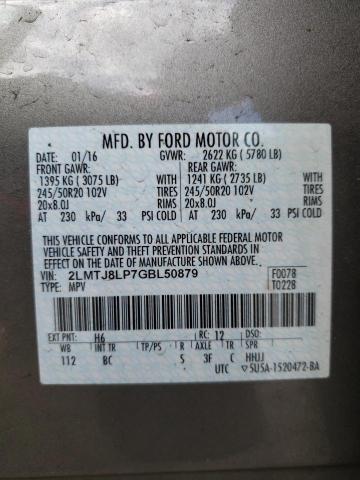 MFD. BY FORD MOTOR CO.
DATE: 01/16 GVWR: 2622 KG ( 5780 LB)
FRONT GAWR: REAR GAWR:
1395 KG ( 3075 LB) WITH 1241 KG ( 2735 LB) WITH
245/50R20 102V TIRES 245/50R20 102V TIRES
20x8.0J RIMS 20x8.0J RIMS
AT 230 kPa/ 33 PSI COLD AT 230 kPa/ 33 PSI COLD
THIS VEHICLE CONFORMS TO ALL APPLICABLE FEDERAL MOTOR
VEHICLE SAFETY AND BUMPER STANDARDS IN EFFECT ON THE DATE OF
MANUFACTURE SHOWN ABOVE.
VIN: 2LMTJ8LP7GBL50879 F0078
TYPE: MPV T0228
EXT PNT: H6 RC: 12 DSO:
WB INT TR TP/PS R AXLE TR SPR
112 BC S 3F C HHJJ
UTC ▽5U5A-1520472-BA